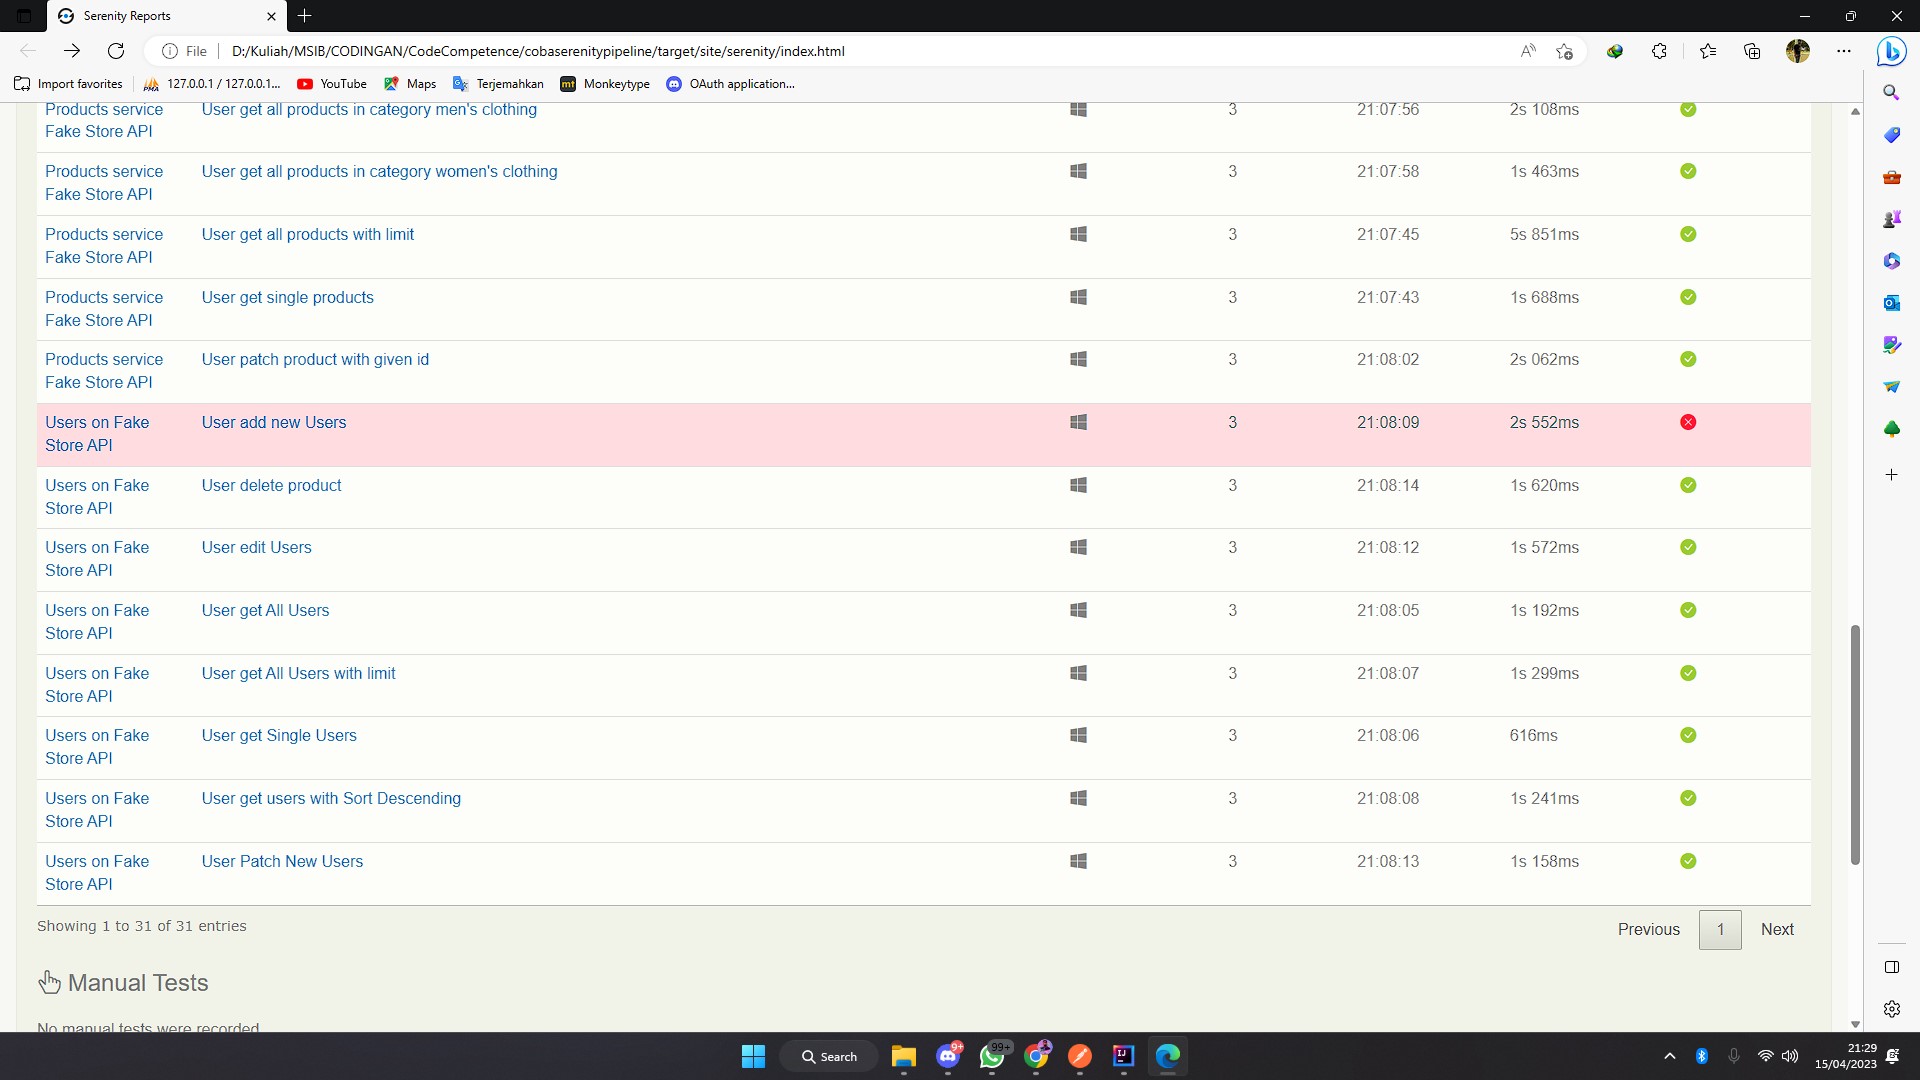 Serenity Reports
File
D:/Kuliah/MSIB/CODINGAN/CodeCompetence/cobaserenitypipeline/target/site/serenity/index.html
Import favorites
127.0.0.1 / 127.0.0.1...
YouTube
Maps
Terjemahkan
mt Monkeytype
OAuth application...
Products service User get all products in category men's clothing 3 21:07:56 2s 108ms
Fake Store API
Products service User get all products in category women's clothing 3 21:07:58 1s 463ms
Fake Store API
Products service User get all products with limit 3 21:07:45 5s 851ms
Fake Store API
Products service User get single products 3 21:07:43 1s 688ms
Fake Store API
Products service User patch product with given id 3 21:08:02 2s 062ms
Fake Store API
Users on Fake User add new Users 3 21:08:09 2s 552ms
Store API
Users on Fake User delete product 3 21:08:14 1s 620ms
Store API
Users on Fake User edit Users 3 21:08:12 1s 572ms
Store API
Users on Fake User get All Users 3 21:08:05 1s 192ms
Store API
Users on Fake User get All Users with limit 3 21:08:07 1s 299ms
Store API
Users on Fake User get Single Users 3 21:08:06 616ms
Store API
Users on Fake User get users with Sort Descending 3 21:08:08 1s 241ms
Store API
Users on Fake User Patch New Users 3 21:08:13 1s 158ms
Store API
Showing 1 to 31 of 31 entries
Previous 1 Next
Manual Tests
No manual tests were recorded
Search
9+
99+
21:29
15/04/2023